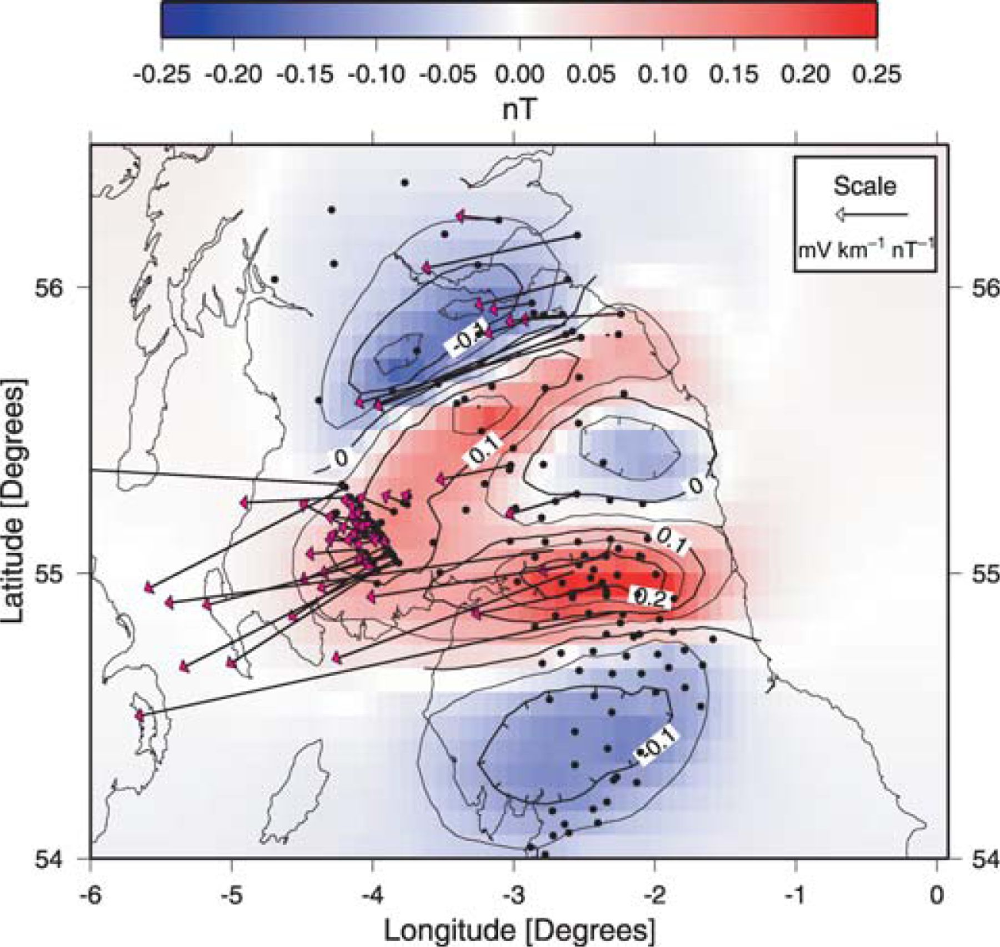 -0.25 -0.20 -0.15 -0.10 -0.05 0.00 0.05 0.10 0.15 0.20 0.25
nT
Scale
mV km⁻¹ nT⁻¹
56 56
-0.1
0 0.1 0
Latitude [Degrees]
55 55
0.1
0.2
-0.1
54 54
-6 -5 -4 -3 -2 -1 0
Longitude [Degrees]